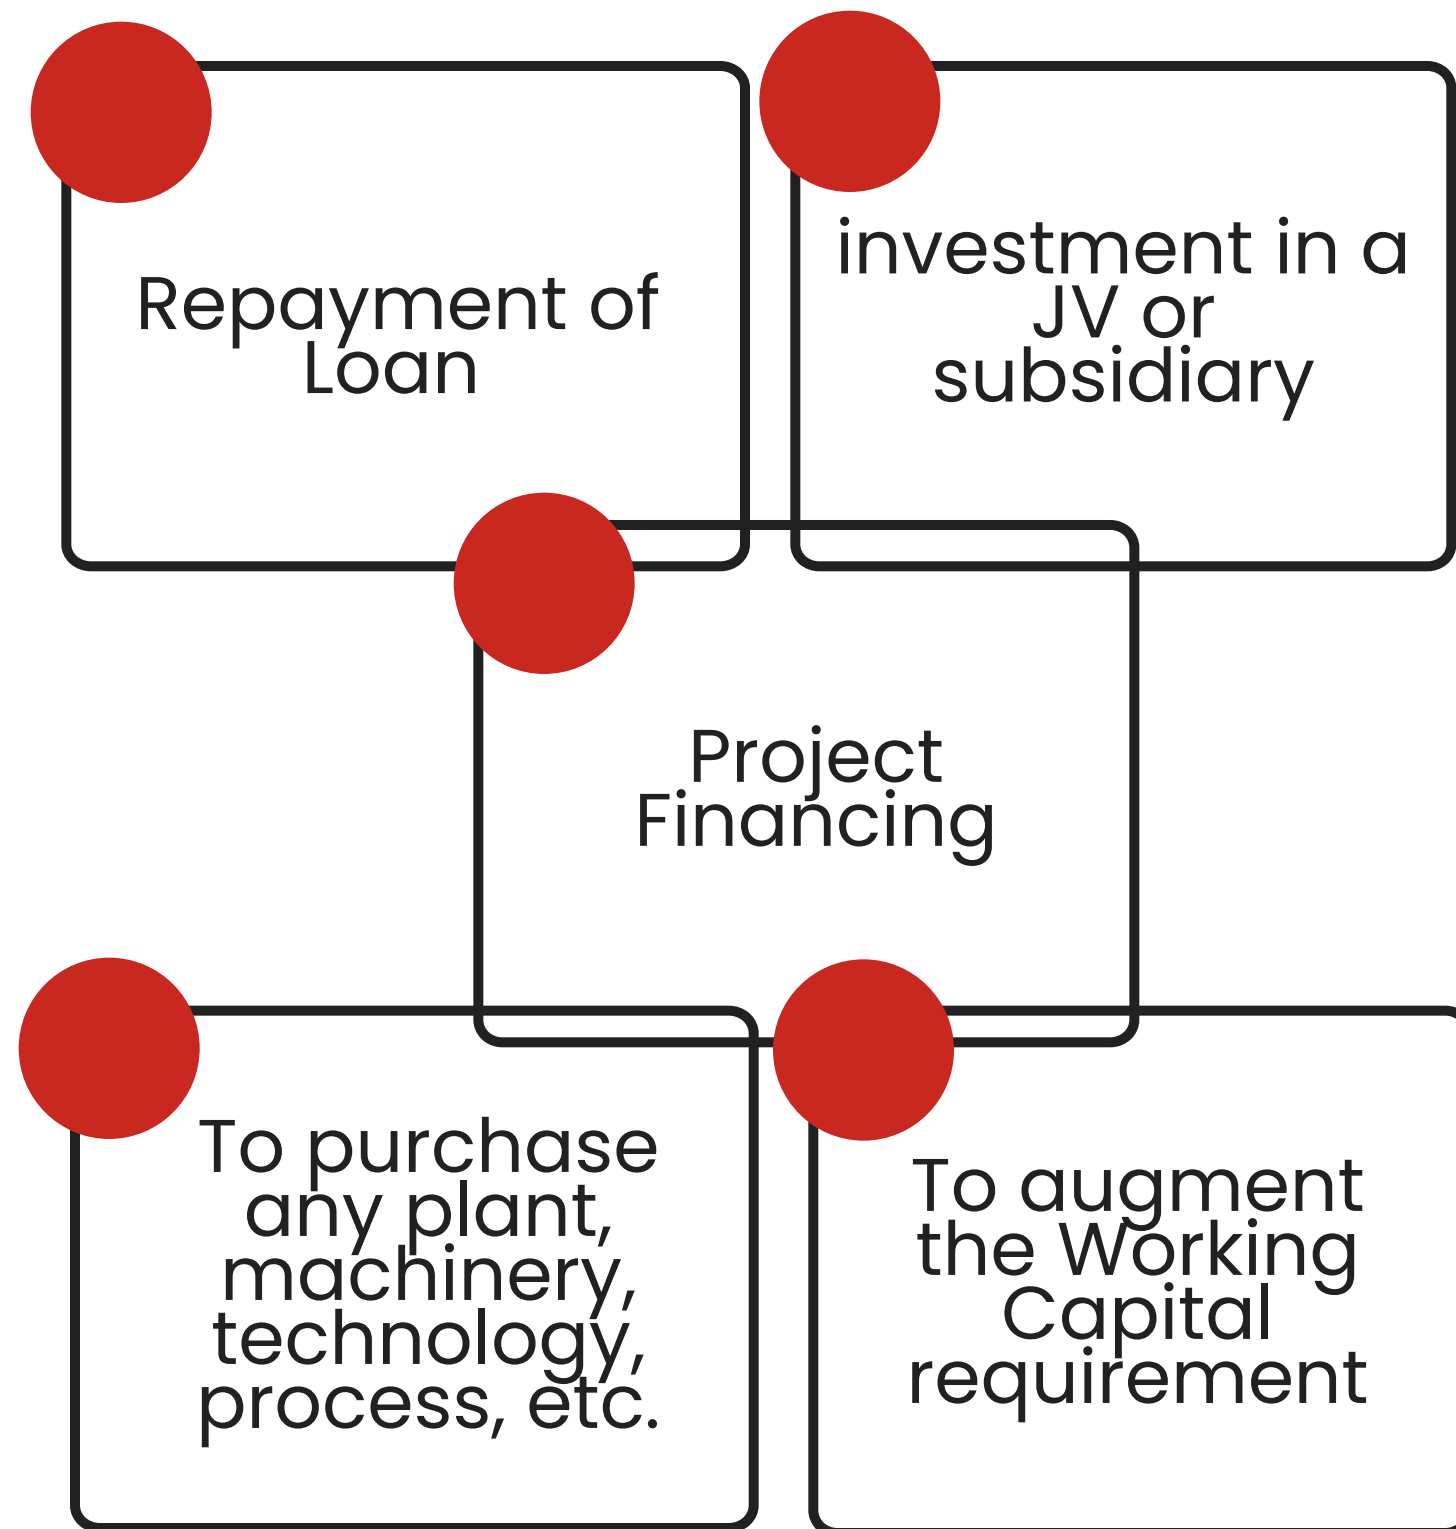 Repayment of
Loan
investment in a
JV or
subsidiary
Project
Financing
To purchase
any plant,
machinery,
technology,
process, etc.
To augment
the Working
Capital
requirement